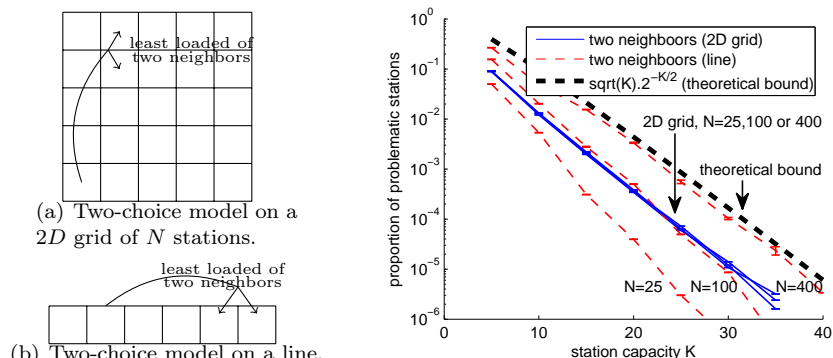 least loaded of
two neighbors
(a) Two-choice model on a
2D grid of N stations.
least loaded of
two neighbors
(b) Two-choice model on a line.
10^0
10^-1
10^-2
10^-3
10^-4
10^-5
10^-6
proportion of problematic stations
two neighboors (2D grid)
two neighboors (line)
sqrt(K).2^-K/2 (theoretical bound)
2D grid, N=25,100 or 400
theoretical bound
N=25
N=100
N=400
0
10
20
30
40
station capacity K